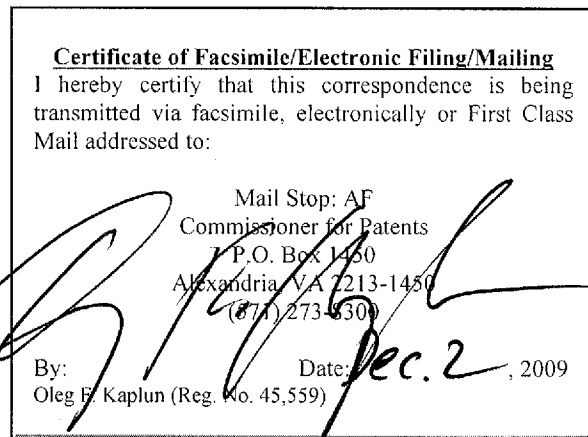 Certificate of Facsimile/Electronic Filing/Mailing
I hereby certify that this correspondence is being
transmitted via facsimile, electronically or First Class
Mail addressed to:
Mail Stop: AF
Commissioner for Patents
P.O. Box 1450
Alexandria, VA 2213-1450
(571) 273-8300
By: Date: Dec. 2, 2009
Oleg F. Kaplun (Reg. No. 45,559)